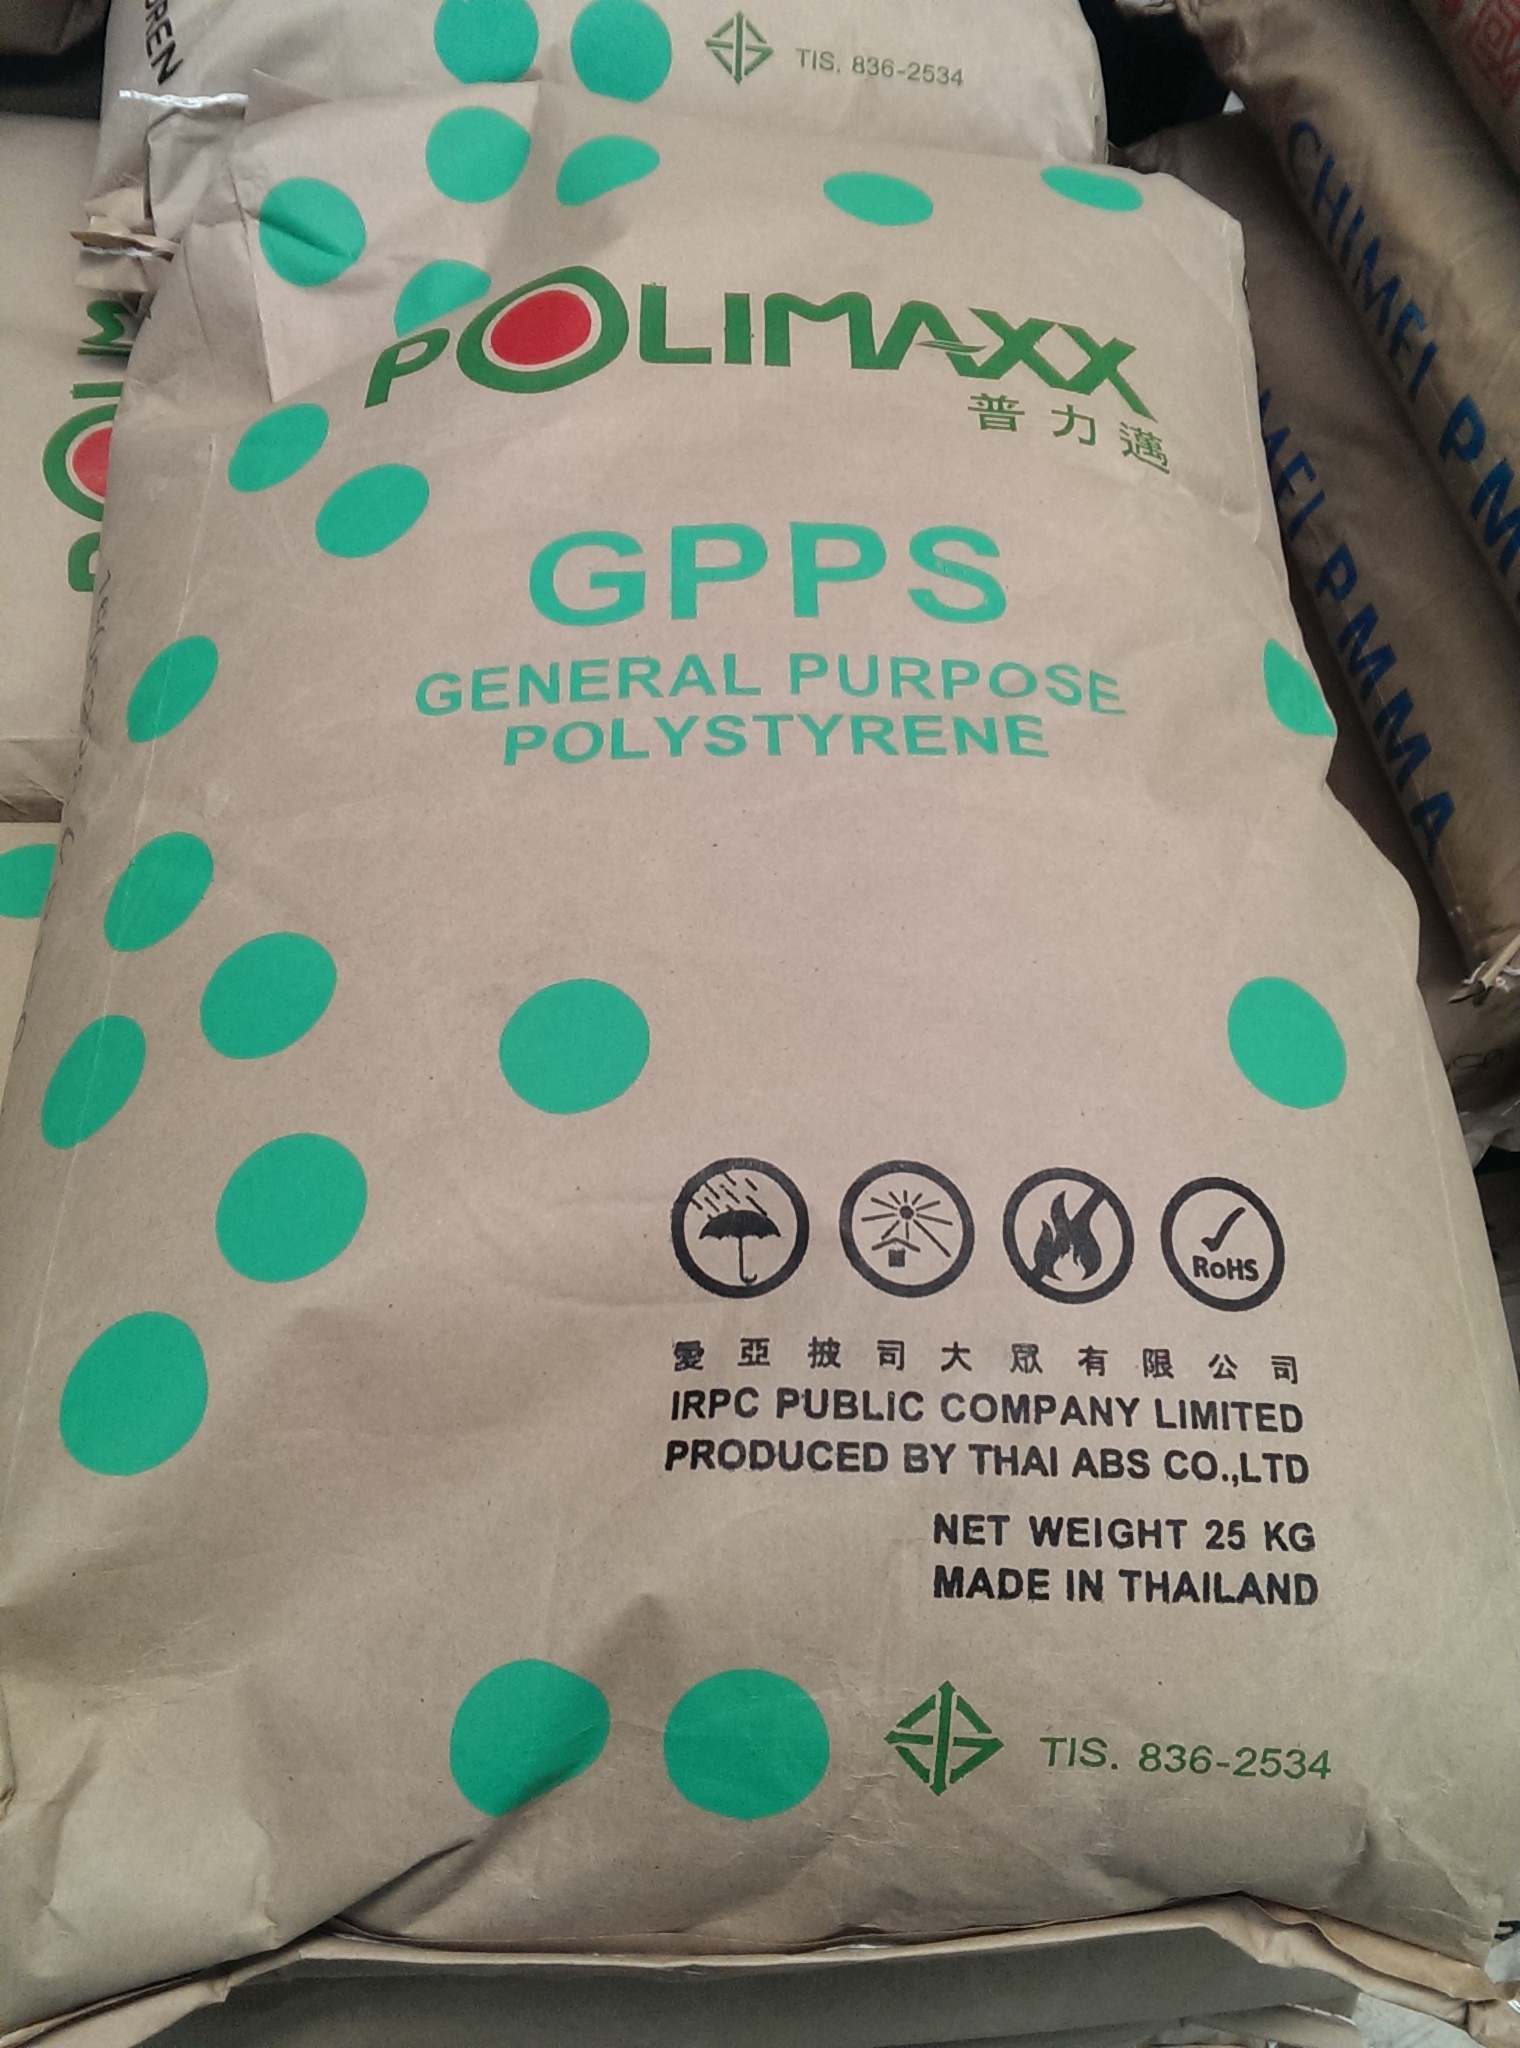 TIS. 836-2534
POLIMAXX
普力邁
GPPS
GENERAL PURPOSE
POLYSTYRENE
RoHS
愛亞披司大眾有限公司
IRPC PUBLIC COMPANY LIMITED
PRODUCED BY THAI ABS CO.,LTD
NET WEIGHT 25 KG
MADE IN THAILAND
TIS. 836-2534
CHIMEI PM
MEI PMMA